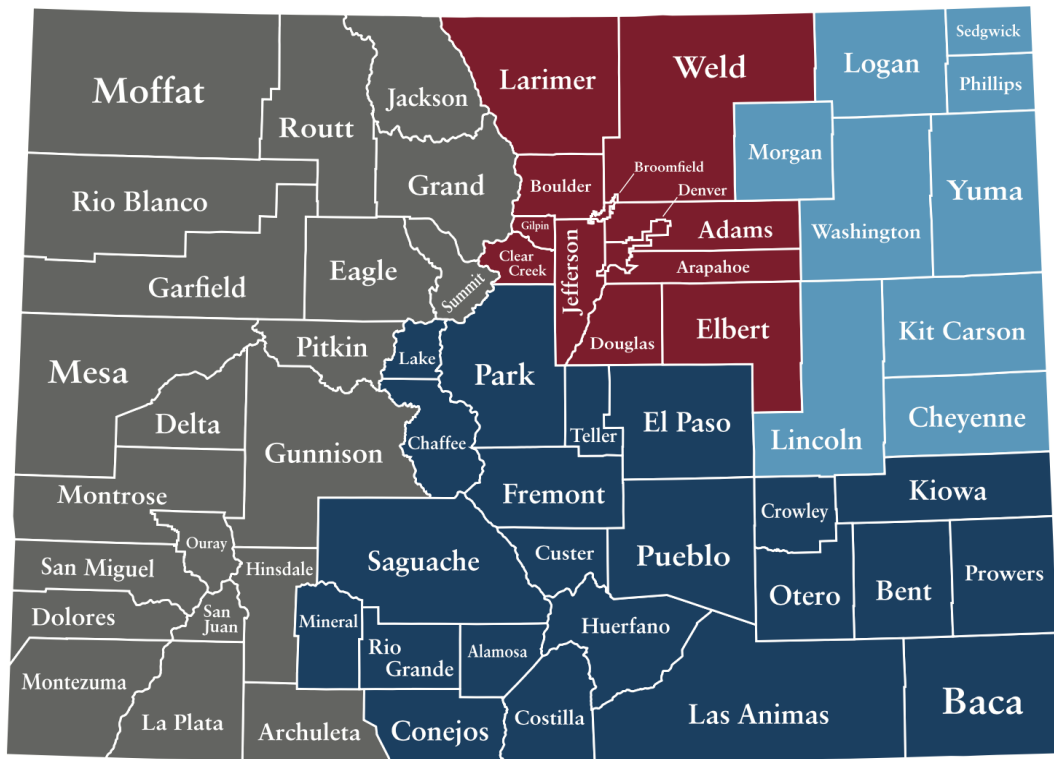 Moffat
Routt
Jackson
Larimer
Weld
Logan
Sedgwick
Phillips
Rio Blanco
Grand
Boulder
Broomfield
Morgan
Denver
Yuma
Washington
Garfield
Eagle
Summit
Gilpin
Clear
Creek
Jefferson
Adams
Arapahoe
Mesa
Pitkin
Lake
Park
Douglas
Elbert
Kit Carson
Delta
Gunnison
Chaffee
Teller
El Paso
Lincoln
Cheyenne
Montrose
Fremont
Crowley
Kiowa
Ouray
San Miguel
Hinsdale
Saguache
Custer
Pueblo
Otero
Bent
Prowers
Dolores
San
Juan
Mineral
Rio
Grande
Alamosa
Huerfano
Montezuma
La Plata
Archuleta
Conejos
Costilla
Las Animas
Baca